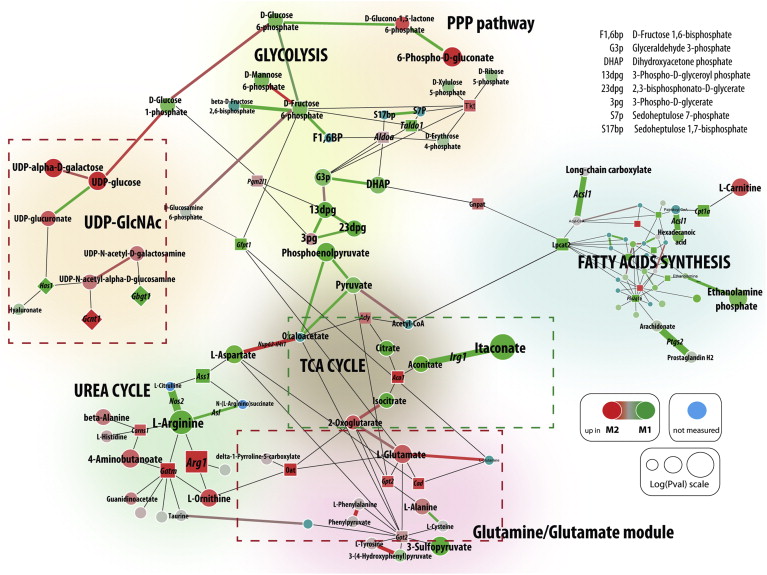 D-Glucose
6-phosphate
D-Glucono-1,5-lactone
6-phosphate
PPP pathway
6-Phospho-D-gluconate
GLYCOLYSIS
D-Mannose
6-phosphate
D-Ribose
5-phosphate
D-Xylulose
5-phosphate
D-Glucose
1-phosphate
beta-D-Fructose
2,6-bisphosphate
D-Fructose
6-phosphate
S17bp
S7P
Tkt
Taldo1
F1,6BP
Aldoa
D-Erythrose
4-phosphate
F1,6bp D-Fructose 1,6-bisphosphate
G3p Glyceraldehyde 3-phosphate
DHAP Dihydroxyacetone phosphate
13dpg 3-Phospho-D-glyceroyl phosphate
23dpg 2,3-bisphosphonato-D-glycerate
3pg 3-Phospho-D-glycerate
S7p Sedoheptulose 7-phosphate
S17bp Sedoheptulose 1,7-bisphosphate
UDP-alpha-D-galactose
UDP-glucose
UDP-glucuronate
UDP-GlcNAc
UDP-N-acetyl-D-galactosamine
UDP-N-acetyl-alpha-D-glucosamine
Has1
Gbgt1
Hyaluronate
Gcnt1
Pgm2l1
G3p
DHAP
D-Glucosamine
6-phosphate
13dpg
23dpg
3pg
Gnpat
Glyt1
Phosphoenolpyruvate
Pyruvate
Long-chain carboxylate
Acsl1
L-Carnitine
Cpt1a
Acsl1
Hexadecanoic
acid
Lpcat2
FATTY ACIDS SYNTHESIS
Ethanolamine
phosphate
Arachidonate
Ptgs2
Prostaglandin H2
Acly
Acetyl-CoA
Oxaloacetate
TCA CYCLE
Citrate
Aco1
Aconitate
Irg1
Itaconate
Isocitrate
2-Oxoglutarate
L-Aspartate
Ass1
UREA CYCLE
L-Citruline
Nos2
N-(L-Arginino)succinate
Asl
L-Arginine
beta-Alanine
Carns1
L-Histidine
4-Aminobutanoate
Gatm
Arg1
L-Ornithine
Guanidinoacetate
Taurine
delta-1-Pyrroline-5-carboxylate
Oat
L-Glutamate
Gpt2
Cad
L-Alanine
L-Phenylalanine
Phenylpyruvate
L-Cysteine
Got2
L-Tyrosine
3-Sulfopyruvate
3-(4-Hydroxyphenyl)pyruvate
Glutamine/Glutamate module
up in M2 M1
not measured
Log(Pval) scale